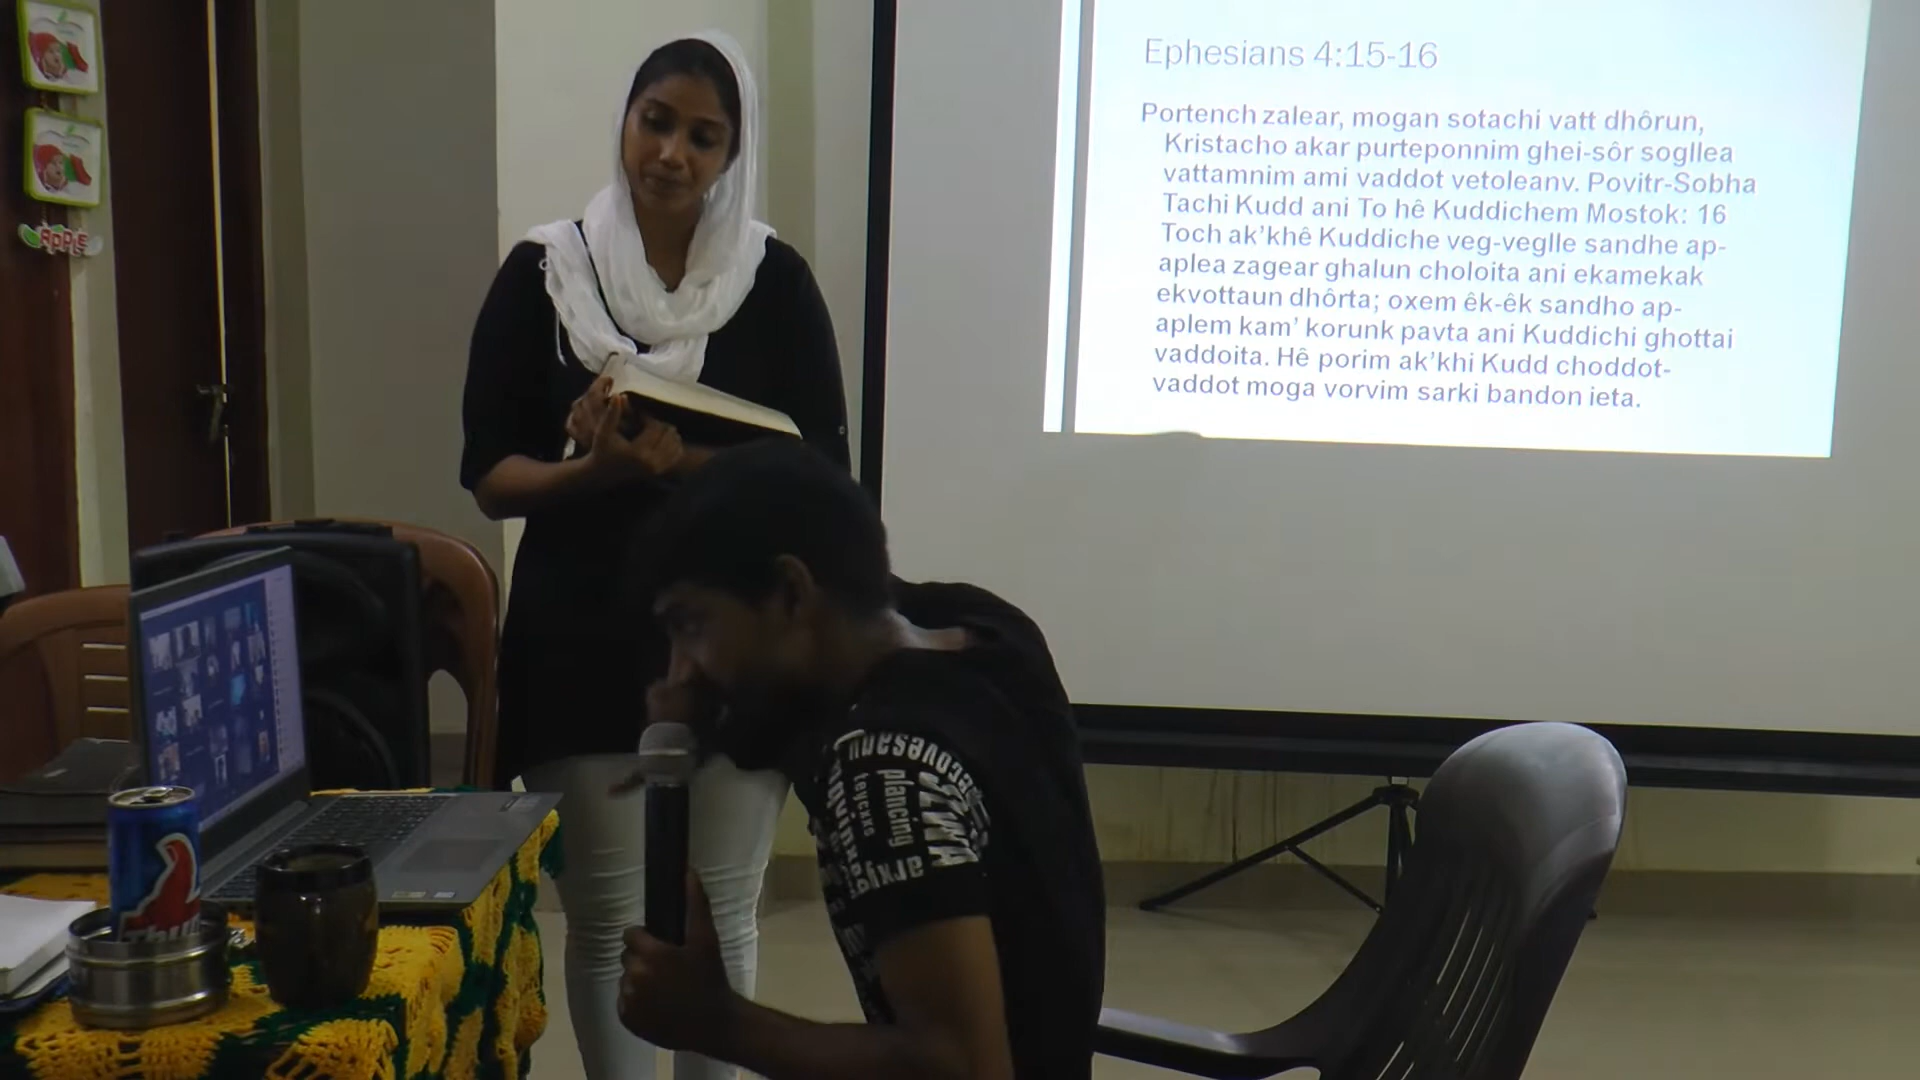 Ephesians 4:15-16
Portench zalear, mogan sotachi vatt dhôrun,
Kristacho akar purteponnim ghei-sôr sogllea
vattamnim ami vaddot vetoleanv. Povitr-Sobha
Tachi Kudd ani To hê Kuddichem Mostok: 16
Toch ak'khê Kuddiche veg-veglle sandhe ap-
aplea zagear ghalun choloita ani ekamekak
ekvottaun dhôrta; oxem êk-êk sandho ap-
aplem kam' korunk pavta ani Kuddichi ghottai
vaddoita. Hê porim ak'khi Kudd choddot-
vaddot moga vorvim sarki bandon ieta.
APPLE
plancing